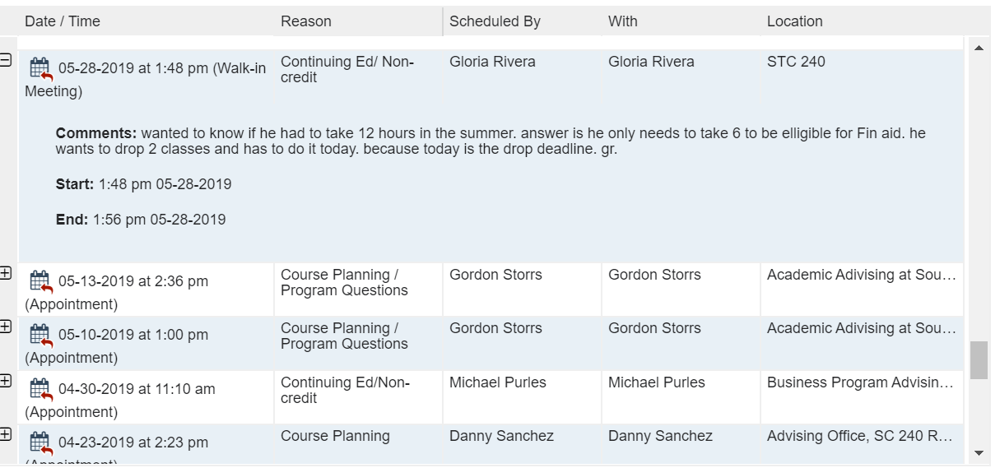 Date / Time Reason Scheduled By With Location
05-28-2019 at 1:48 pm (Walk-in Meeting) Continuing Ed/ Non-credit Gloria Rivera Gloria Rivera STC 240
Comments: wanted to know if he had to take 12 hours in the summer. answer is he only needs to take 6 to be elligible for Fin aid. he
wants to drop 2 classes and has to do it today. because today is the drop deadline. gr.
Start: 1:48 pm 05-28-2019
End: 1:56 pm 05-28-2019
05-13-2019 at 2:36 pm (Appointment) Course Planning / Program Questions Gordon Storrs Gordon Storrs Academic Advising at Sou...
05-10-2019 at 1:00 pm (Appointment) Course Planning / Program Questions Gordon Storrs Gordon Storrs Academic Advising at Sou...
04-30-2019 at 11:10 am (Appointment) Continuing Ed/Non-credit Michael Purles Michael Purles Business Program Advisin...
04-23-2019 at 2:23 pm (Appointment) Course Planning Danny Sanchez Danny Sanchez Advising Office, SC 240 R...